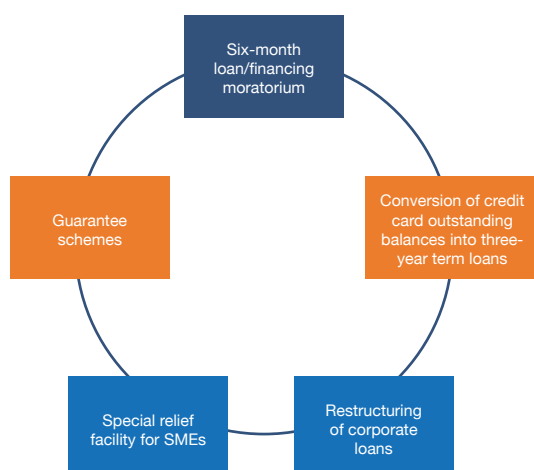 Six-month
loan/financing
moratorium
Conversion of credit
card outstanding
balances into three-
year term loans
Restructuring
of corporate
loans
Special relief
facility for SMEs
Guarantee
schemes